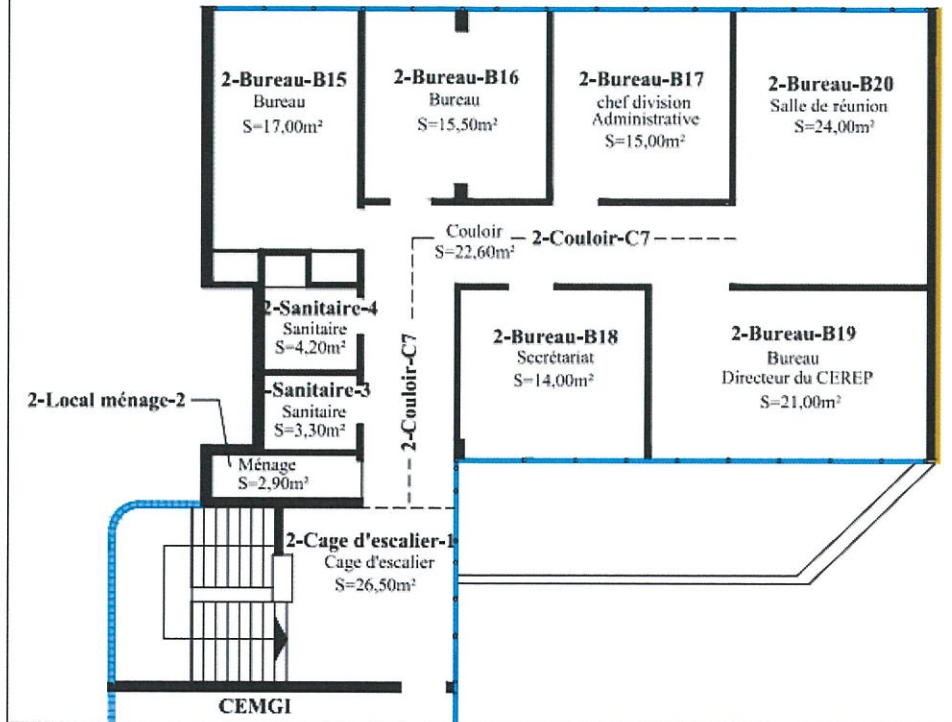 2-Bureau-B15
Bureau
S=17,00m²
2-Bureau-B16
Bureau
S=15,50m²
2-Bureau-B17
chef division
Administrative
S=15,00m²
2-Bureau-B20
Salle de réunion
S=24,00m²
Couloir
S=22,60m²
2-Couloir-C7
2-Sanitaire-4
Sanitaire
S=4,20m²
2-Couloir-C7
2-Bureau-B18
Secrétariat
S=14,00m²
2-Bureau-B19
Bureau
Directeur du CEREP
S=21,00m²
-Sanitaire-3
Sanitaire
S=3,30m²
2-Local ménage-2
Ménage
S=2,90m²
2-Cage d'escalier-1
Cage d'escalier
S=26,50m²
CEMGI